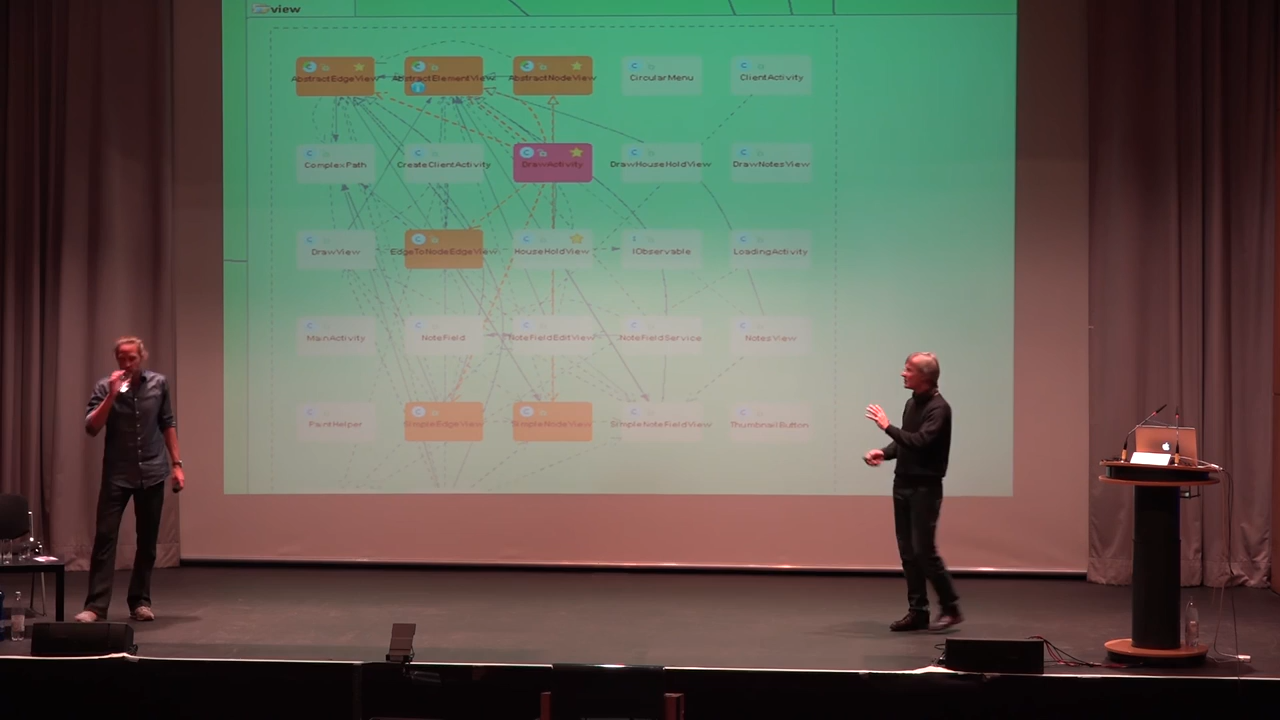 view
AbstractEdgeView AbstractElementView AbstractNodeView CircularMenu ClientActivity
ComplexPath CreateClientActivity DrawActivity DrawHouseHoldView DrawNotesView
DrawView EdgeToNodeEdgeView HouseHoldView IObservable LoadingActivity
MainActivity NoteField NoteFieldEditView NoteFieldService NotesView
PaintHelper SimpleEdgeView SimpleNodeView SimpleNoteFieldView ThumbnailButton